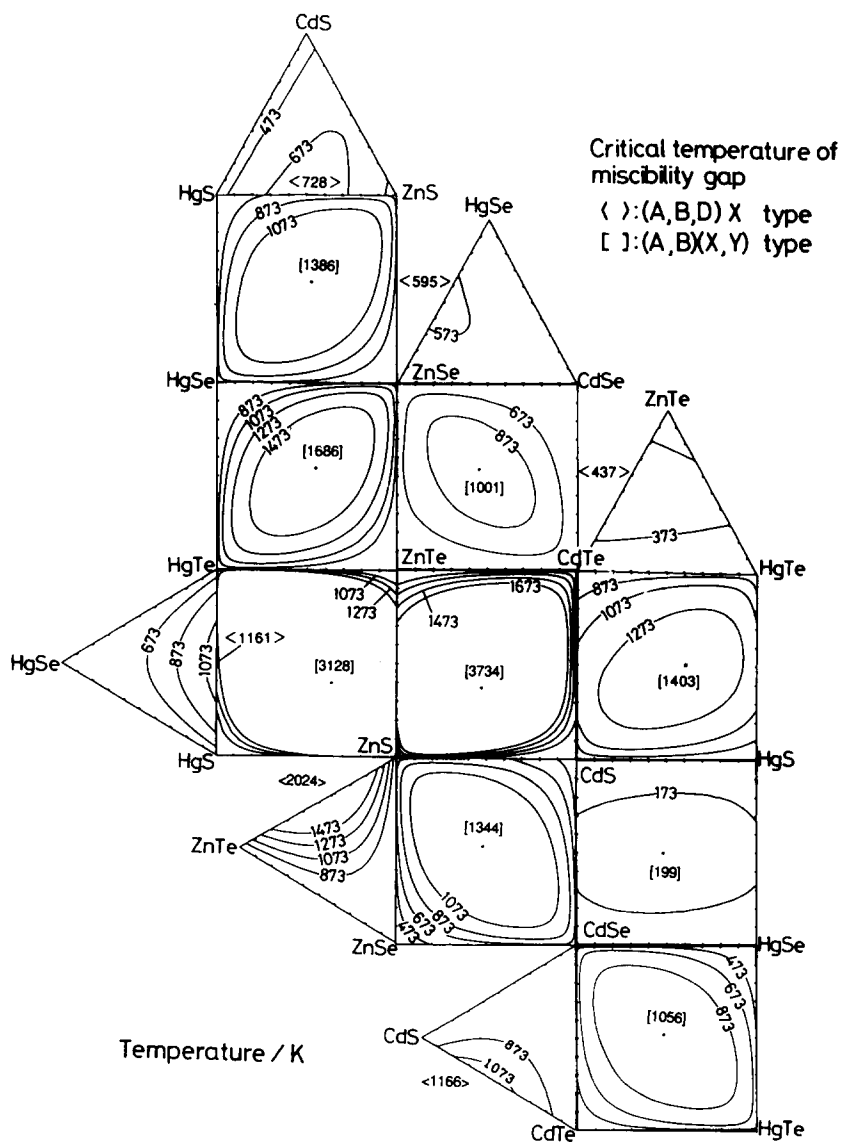 CdS
473
673
HgS
<728>
ZnS
Critical temperature of
miscibility gap
< >:(A,B,D) X type
[ ]:(A,B)(X,Y) type
873
1073
HgSe
[1386]
<595>
573
HgSe
ZnSe
CdSe
ZnTe
873
1073
1273
1473
[1686]
673
873
[1001]
<437>
373
HgTe
ZnTe
CdTe
HgTe
1073
1273
1673
1473
873
1073
1273
HgSe
673
873
1073
<1161>
[3128]
[3734]
[1403]
HgS
ZnS
CdS
HgS
<2024>
173
ZnTe
1473
1273
1073
873
[1344]
[199]
1073
873
673
473
ZnSe
CdSe
HgSe
473
673
873
[1056]
CdS
873
1073
<1166>
Temperature / K
CdTe
HgTe